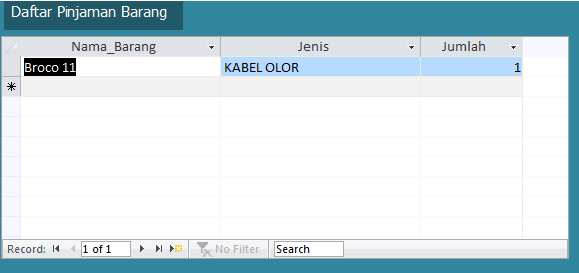 Daftar Pinjaman Barang
Nama_Barang Jenis Jumlah
Broco 11 KABEL OLOR 1
Record: 1 of 1 No Filter Search